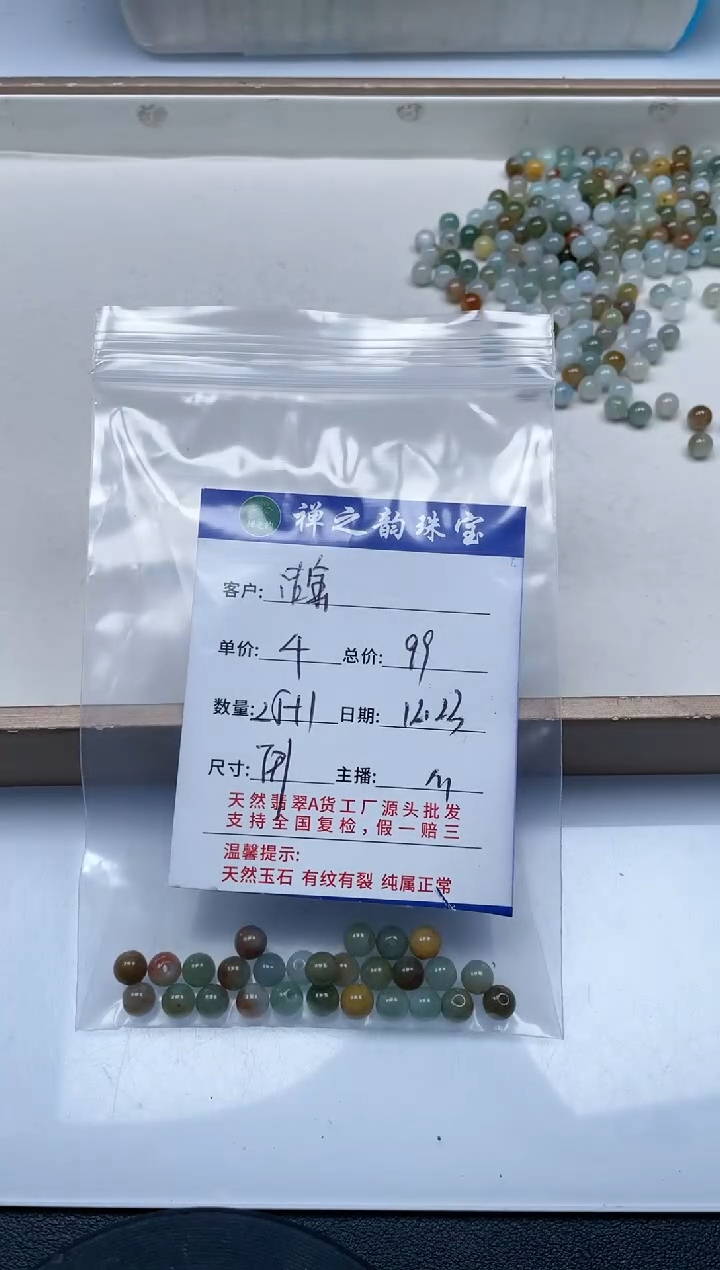 禅之韵珠宝
客户:
单价: 4 总价: 99
数量: 25+1 日期: 12.23
尺寸: 主播:
天然翡翠A货工厂源头批发
支持全国复检,假一赔三
温馨提示:
天然玉石 有纹有裂 纯属正常